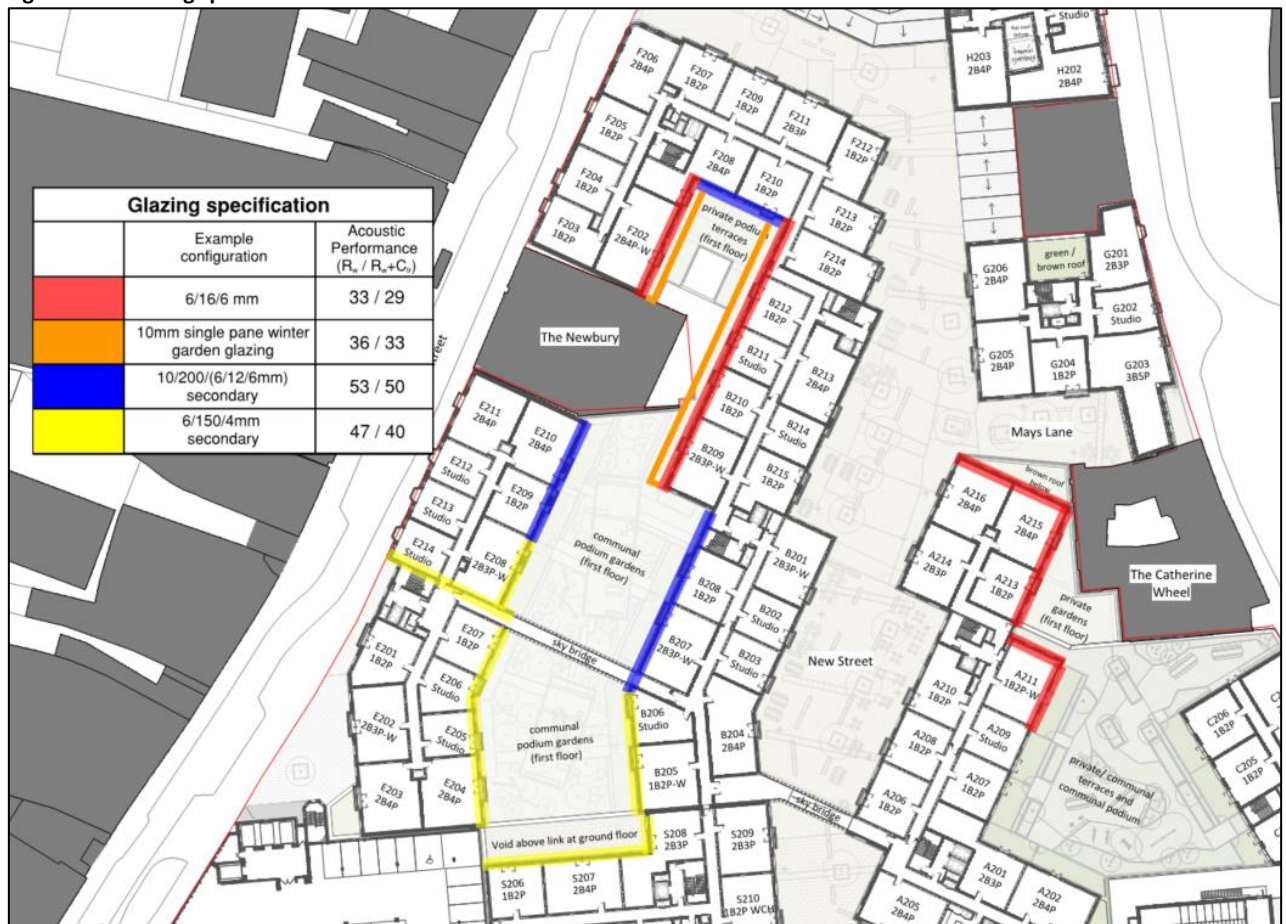 F206
2B4P
F207
1B2P
F209
1B2P
F211
2B3P
F212
1B2P
F205
1B2P
F204
1B2P
F203
1B2P
F202
2B4P-W
F208
2B4P
F210
1B2P
F213
1B2P
F214
1B2P
private podium
terraces
(first floor)
H203
2B4P
Studio
H202
2B4P
Glazing specification
Example
configuration
Acoustic
Performance
(Rw / Rw+Ctr)
6/16/6 mm
33 / 29
10mm single pane winter
garden glazing
36 / 33
10/200/(6/12/6mm)
secondary
53 / 50
6/150/4mm
secondary
47 / 40
The Newbury
B212
1B2P
B211
Studio
B210
1B2P
B209
2B3P-W
B213
2B4P
B214
Studio
B215
1B2P
G206
2B4P
green /
brown roof
G201
2B3P
G202
Studio
G205
2B4P
G204
1B2P
G203
3B5P
Mays Lane
E211
2B4P
E210
2B4P
E212
Studio
E209
1B2P
E213
Studio
E214
Studio
E208
2B3P-W
communal
podium gardens
(first floor)
B208
1B2P
B207
2B3P-W
B201
2B3P-W
B202
Studio
B203
Studio
New Street
A216
2B4P
A215
2B4P
A214
2B3P
A213
1B2P
brown roof
below
The Catherine
Wheel
private
gardens
(first floor)
E207
1B2P
E201
1B2P
E206
Studio
E202
2B3P-W
E205
Studio
E203
2B4P
E204
2B4P
sky bridge
communal
podium gardens
(first floor)
B206
Studio
B205
1B2P-W
B204
2B4P
sky bridge
A211
1B2P-W
A210
1B2P
A209
Studio
A208
1B2P
A207
1B2P
A206
1B2P
private/ communal
terraces and
communal podium
C206
1B2P
C205
1B2P
Void above link at ground floor
S208
2B3P
S209
2B3P
S206
1B2P
S207
2B4P
S210
1B2P WCH
A201
2B3P
A202
2B4P
A205
2B4P